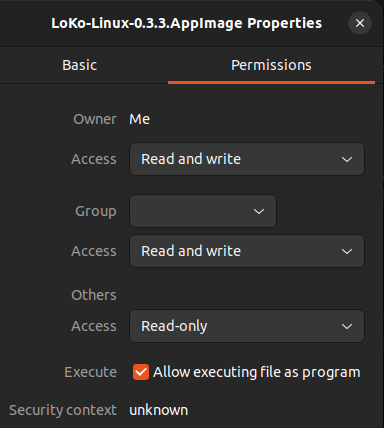 LoKo-Linux-0.3.3.AppImage Properties
Basic Permissions
Owner Me
Access Read and write
Group
Access Read and write
Others
Access Read-only
Execute Allow executing file as program
Security context unknown